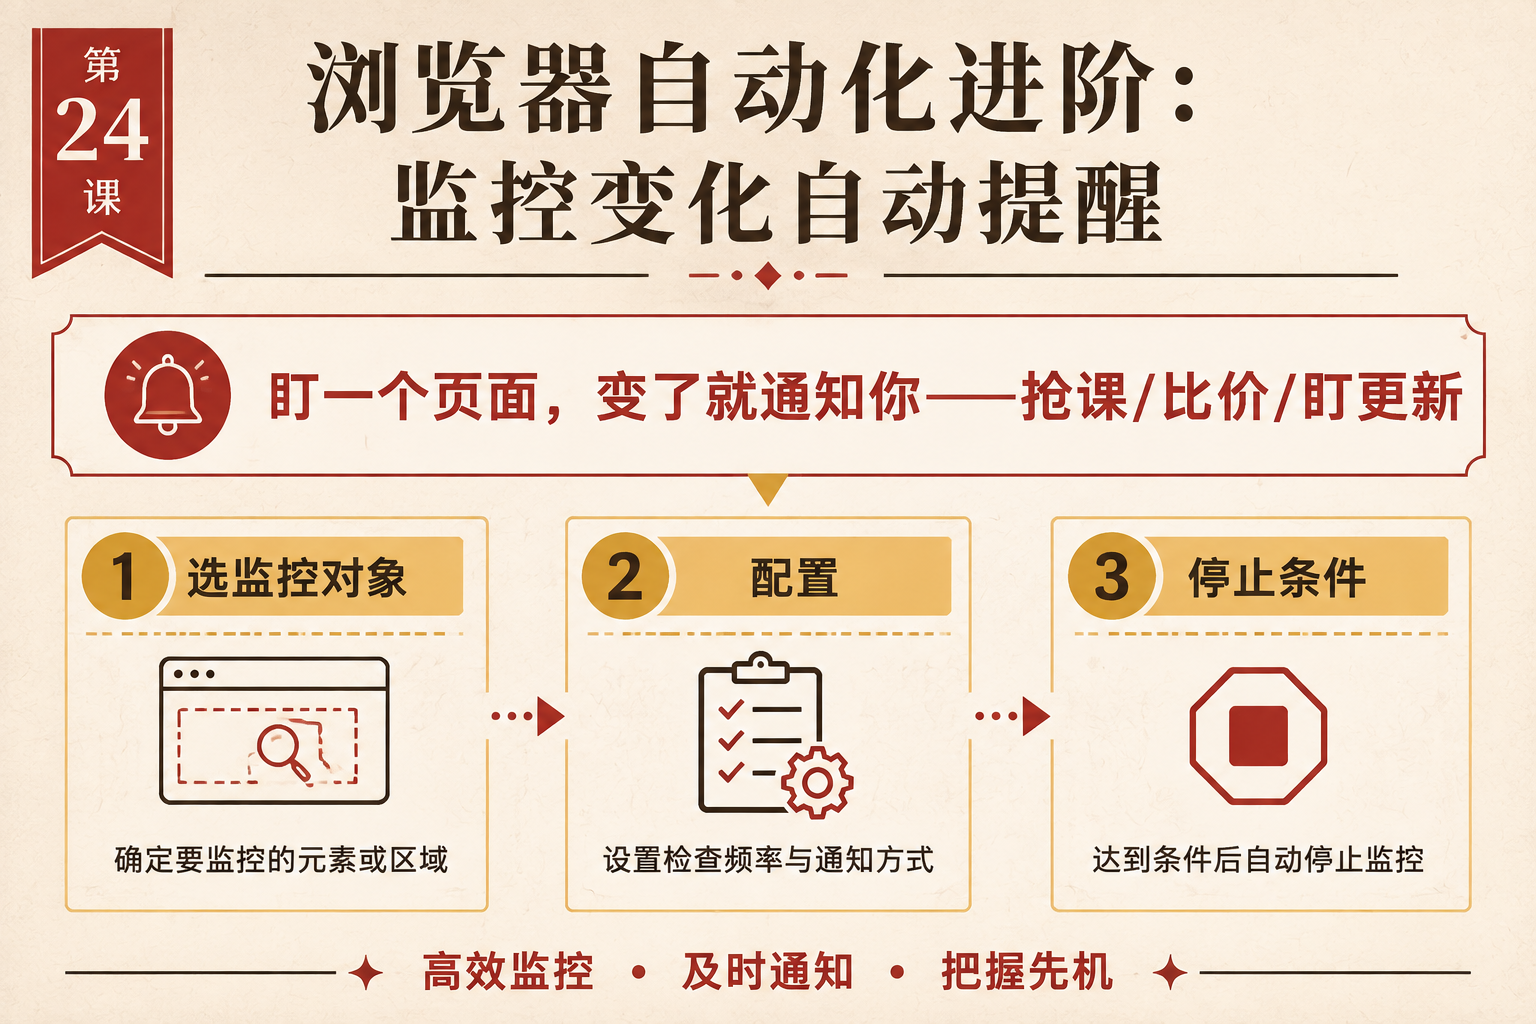 第
24
课
浏览器自动化进阶：
监控变化自动提醒
盯一个页面，变了就通知你——抢课/比价/盯更新
1 选监控对象
确定要监控的元素或区域
2 配置
设置检查频率与通知方式
3 停止条件
达到条件后自动停止监控
高效监控 • 及时通知 • 把握先机